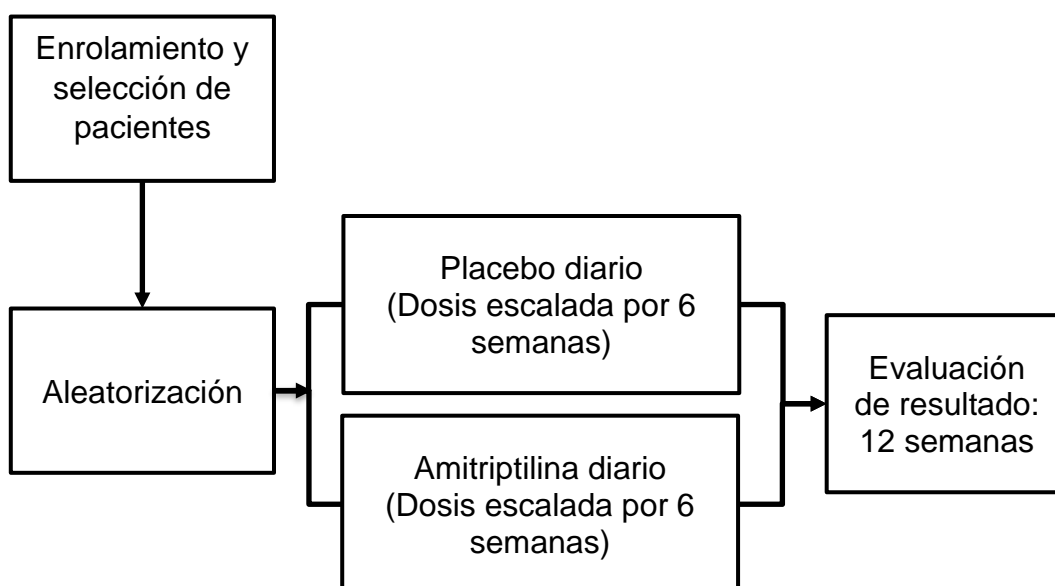 Enrolamiento y
selección de
pacientes
Aleatorización
Placebo diario
(Dosis escalada por 6
semanas)
Amitriptilina diario
(Dosis escalada por 6
semanas)
Evaluación
de resultado:
12 semanas